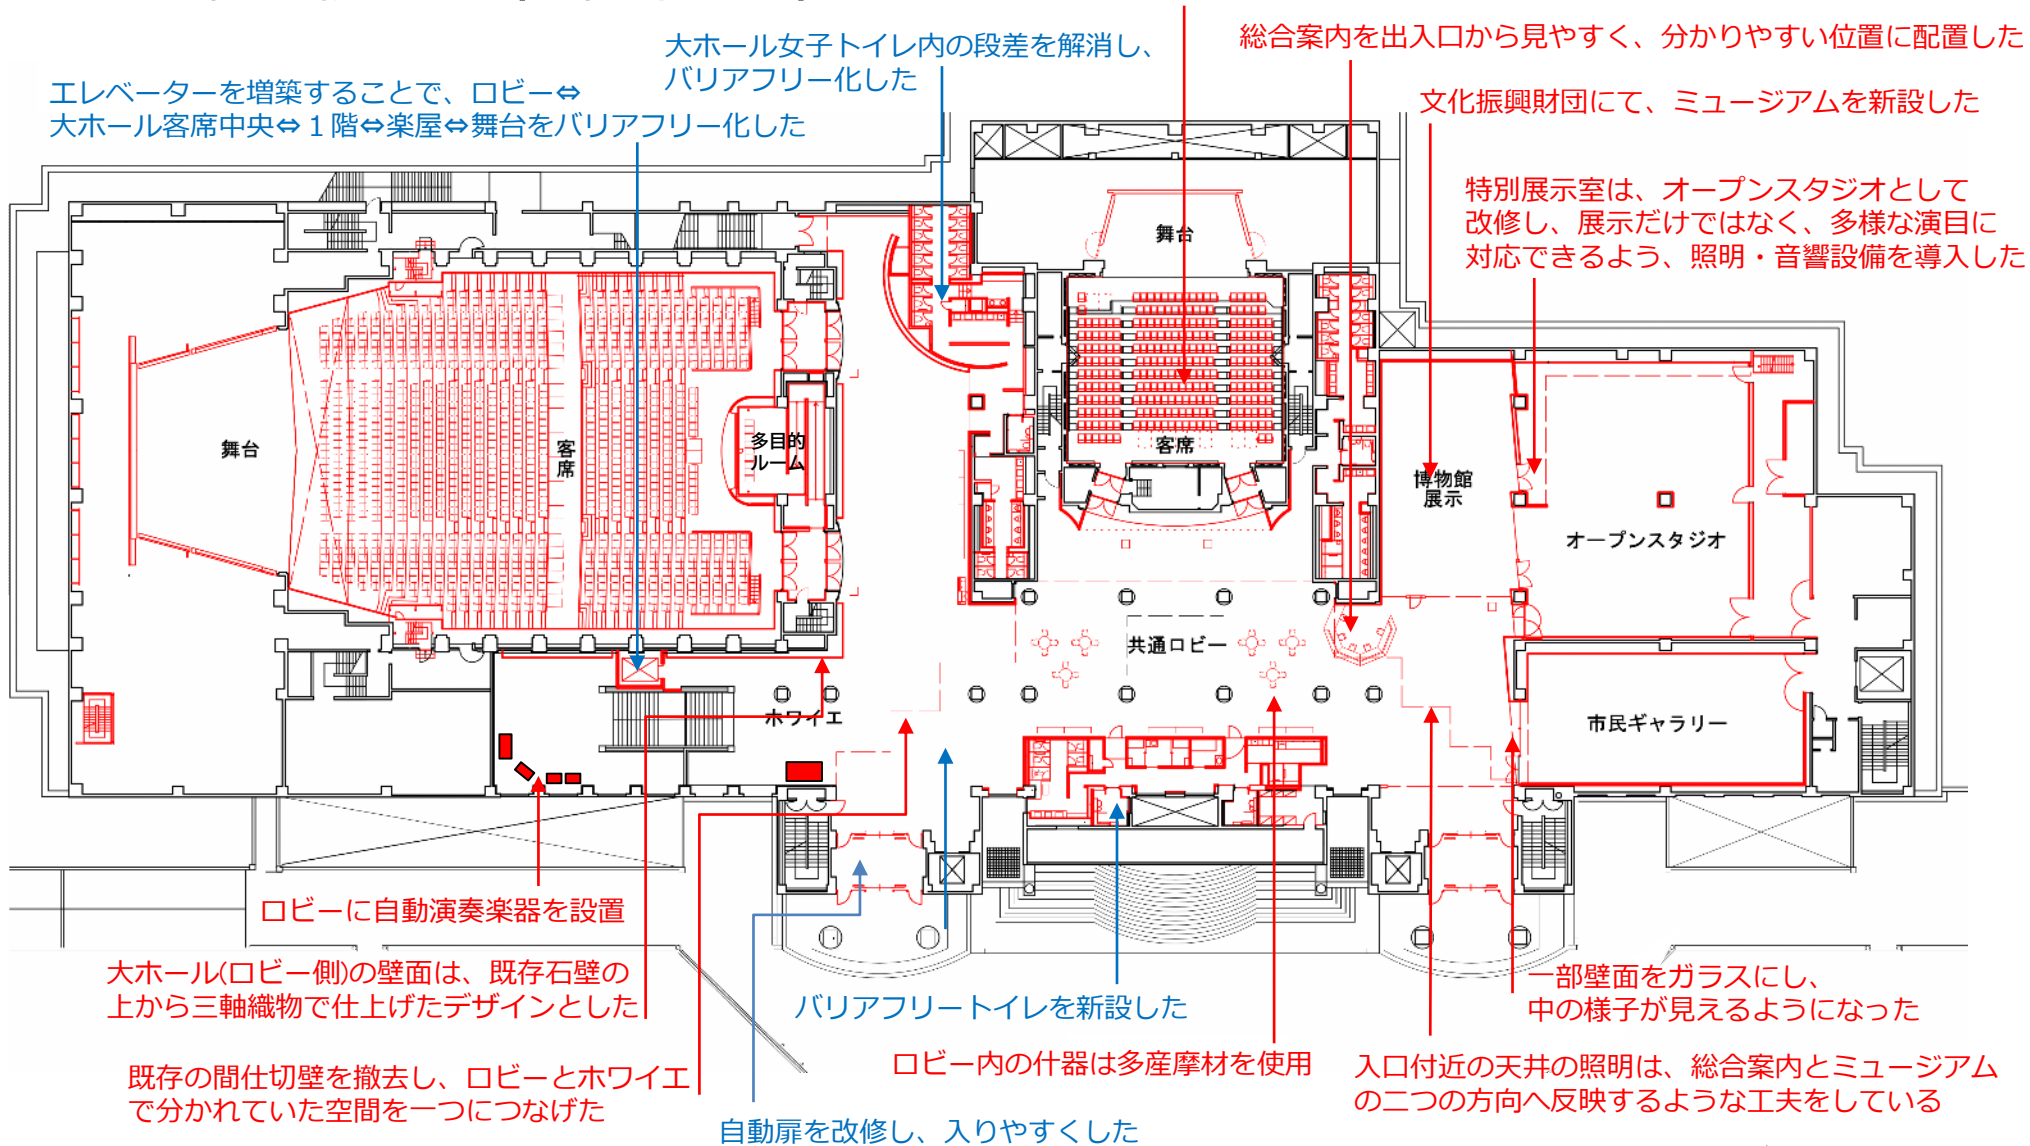 総合案内を出入口から見やすく、分かりやすい位置に配置した
大ホール女子トイレ内の段差を解消し、
バリアフリー化した
エレベーターを増築することで、ロビー⇔
大ホール客席中央⇔１階⇔楽屋⇔舞台をバリアフリー化した
文化振興財団にて、ミュージアムを新設した
特別展示室は、オープンスタジオとして
改修し、展示だけではなく、多様な演目に
対応できるよう、照明・音響設備を導入した
舞台
舞台
客席
多目的
ルーム
客席
博物館
展示
オープンスタジオ
共通ロビー
ホワイエ
市民ギャラリー
ロビーに自動演奏楽器を設置
大ホール(ロビー側)の壁面は、既存石壁の
上から三軸織物で仕上げたデザインとした
バリアフリートイレを新設した
一部壁面をガラスにし、
中の様子が見えるようになった
ロビー内の什器は多産摩材を使用
既存の間仕切壁を撤去し、ロビーとホワイエ
で分かれていた空間を一つにつなげた
入口付近の天井の照明は、総合案内とミュージアム
の二つの方向へ反映するような工夫をしている
自動扉を改修し、入りやすくした